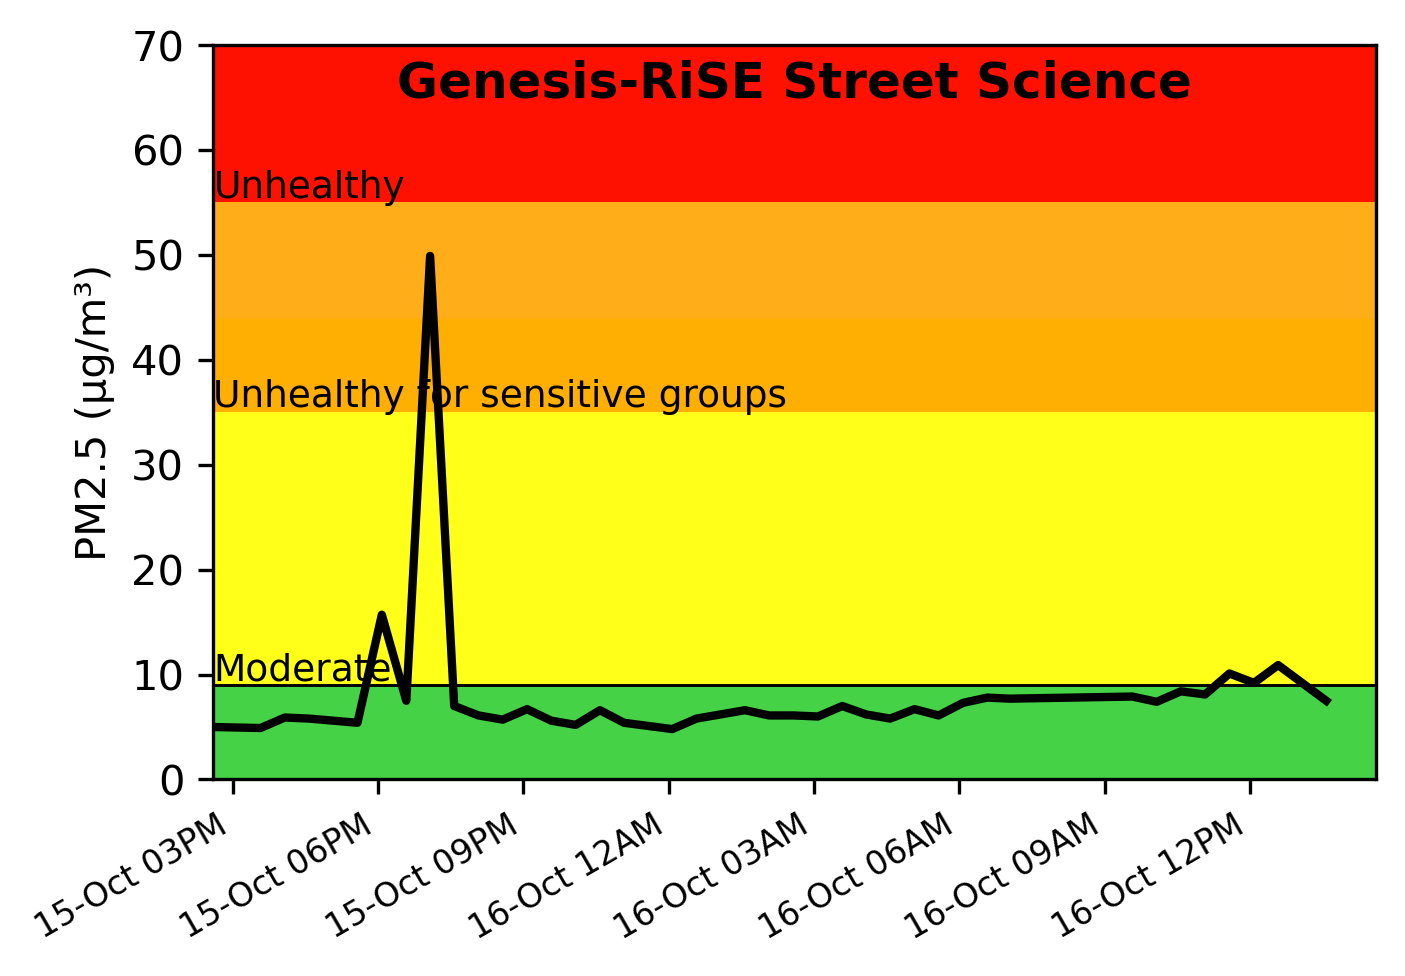 Genesis-RiSE Street Science
PM2.5 (µg/m³)
70
60
50
40
30
20
10
0
Unhealthy
Unhealthy for sensitive groups
Moderate
15-Oct 03PM
15-Oct 06PM
15-Oct 09PM
16-Oct 12AM
16-Oct 03AM
16-Oct 06AM
16-Oct 09AM
16-Oct 12PM